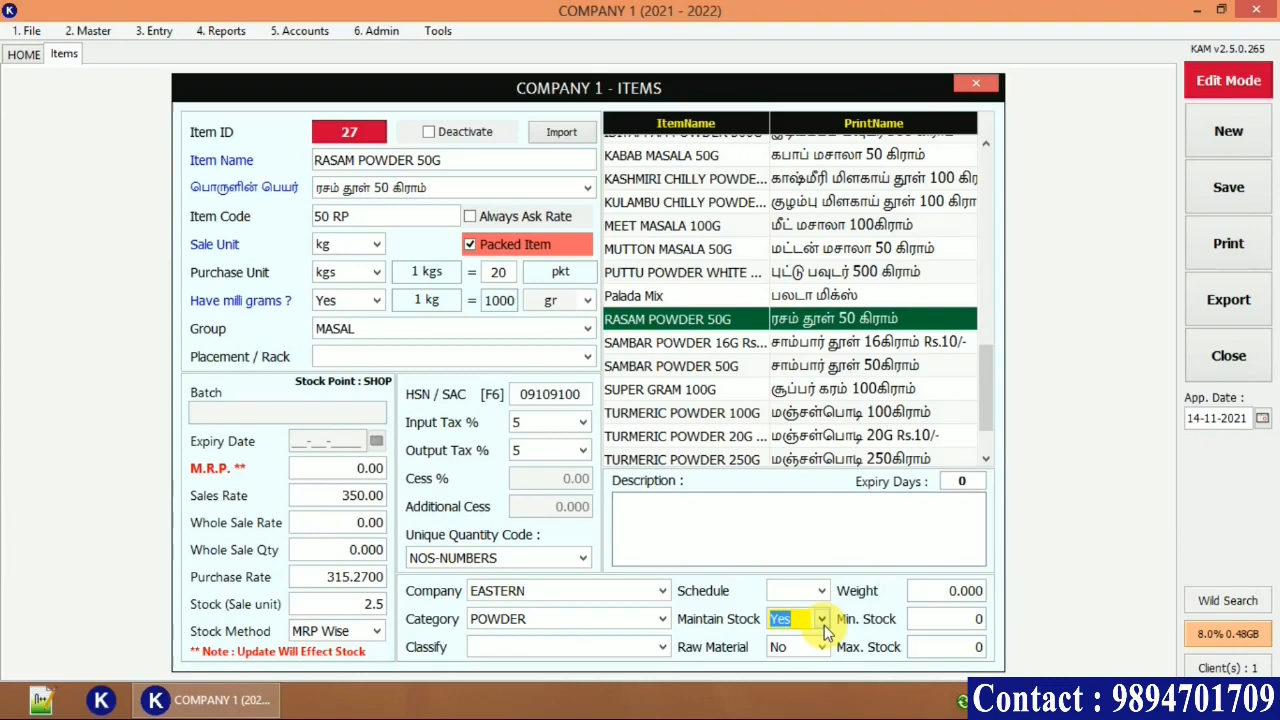 COMPANY 1 (2021 - 2022)
1. File 2. Master 3. Entry 4. Reports 5. Accounts 6. Admin Tools
HOME Items
KAM v2.5.0.265
COMPANY 1 - ITEMS
Edit Mode
New
Save
Print
Export
Close
App. Date :
14-11-2021
Wild Search
8.0% 0.48GB
Client(s) : 1
Item ID 27 Deactivate Import
Item Name RASAM POWDER 50G
பொருளின் பெயர் ரசம் தூள் 50 கிராம்
Item Code 50 RP Always Ask Rate
Sale Unit kg Packed Item
Purchase Unit kgs 1 kgs = 20 pkt
Have milli grams ? Yes 1 kg = 1000 gr
Group MASAL
Placement / Rack
ItemName PrintName
KABAB MASALA 50G கபாப் மசாலா 50 கிராம்
KASHMIRI CHILLY POWDE... காஷ்மீரி மிளகாய் தூள் 100 கிர
KULAMBU CHILLY POWDE... குழம்பு மிளகாய் தூள் 100 கிரா
MEET MASALA 100G மீட் மசாலா 100கிராம்
MUTTON MASALA 50G மட்டன் மசாலா 50 கிராம்
PUTTU POWDER WHITE ... புட்டு பவுடர் 500 கிராம்
Palada Mix பலடா மிக்ஸ்
RASAM POWDER 50G ரசம் தூள் 50 கிராம்
SAMBAR POWDER 16G Rs... சாம்பார் தூள் 16கிராம் Rs.10/-
SAMBAR POWDER 50G சாம்பார் தூள் 50கிராம்
SUPER GRAM 100G சூப்பர் கரம் 100கிராம்
TURMERIC POWDER 100G மஞ்சள்பொடி 100கிராம்
TURMERIC POWDER 20G ... மஞ்சள்பொடி 20G Rs.10/-
TURMERIC POWDER 250G மஞ்சள்பொடி 250கிராம்
Stock Point : SHOP
Batch
Expiry Date __-__-____
M.R.P. ** 0.00
Sales Rate 350.00
Whole Sale Rate 0.00
Whole Sale Qty 0.000
Purchase Rate 315.2700
Stock (Sale unit) 2.5
Stock Method MRP Wise
** Note : Update Will Effect Stock
HSN / SAC [F6] 09109100
Input Tax % 5
Output Tax % 5
Cess % 0.00
Additional Cess 0.000
Unique Quantity Code :
NOS-NUMBERS
Description : Expiry Days : 0
Company EASTERN Schedule Weight 0.000
Category POWDER Maintain Stock Yes Min. Stock 0
Classify Raw Material No Max. Stock 0
COMPANY 1 (202...
Contact : 9894701709